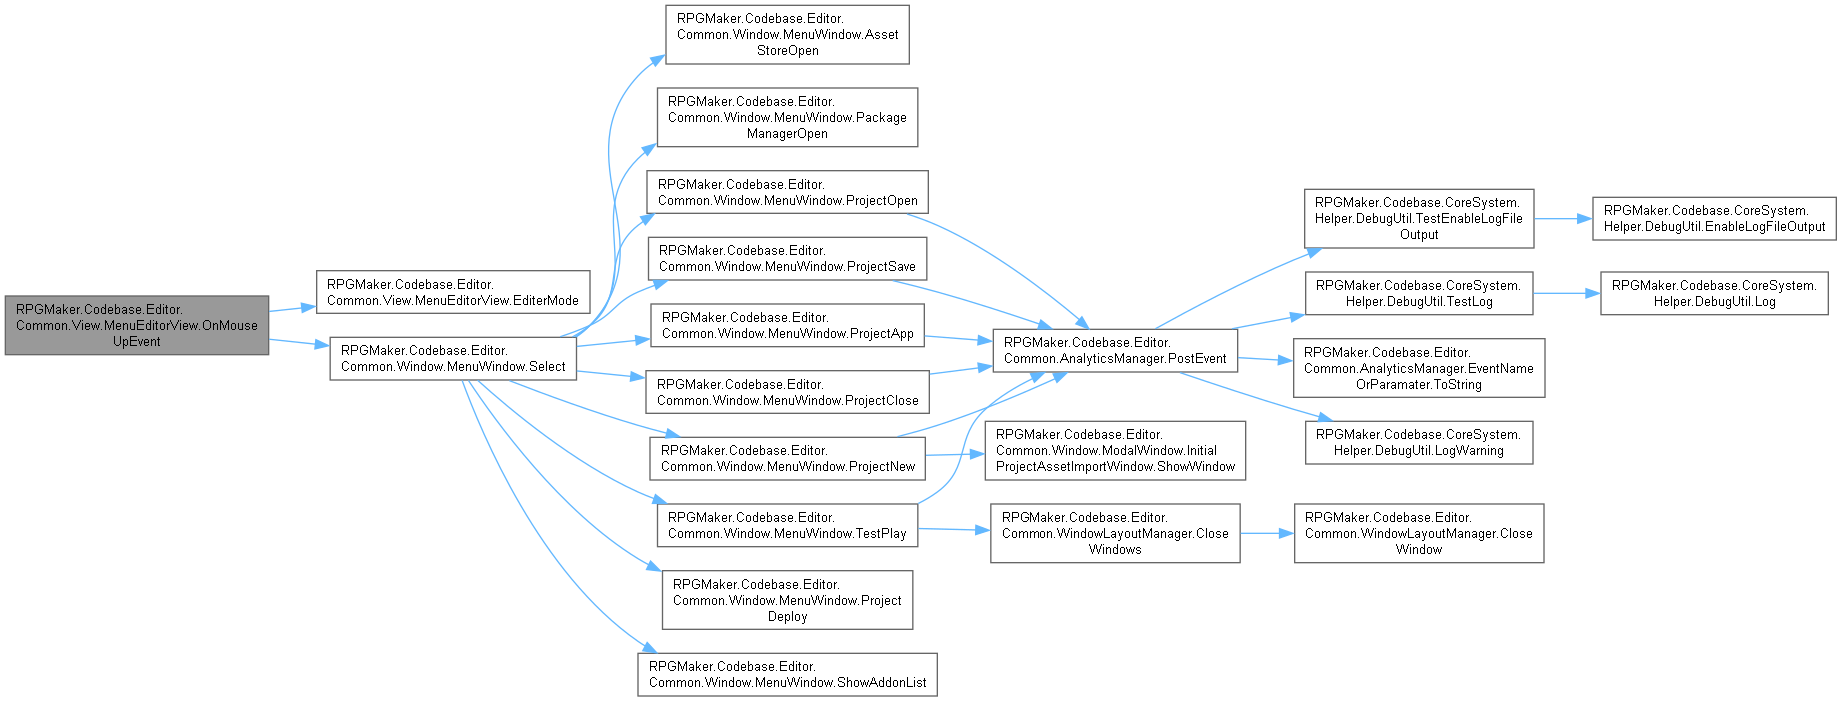 RPGMaker.Codebase.Editor.
Common.View.MenuEditorView.OnMouse
UpEvent
RPGMaker.Codebase.Editor.
Common.View.MenuEditorView.EditerMode
RPGMaker.Codebase.Editor.
Common.Window.MenuWindow.Select
RPGMaker.Codebase.Editor.
Common.Window.MenuWindow.Asset
StoreOpen
RPGMaker.Codebase.Editor.
Common.Window.MenuWindow.Package
ManagerOpen
RPGMaker.Codebase.Editor.
Common.Window.MenuWindow.ProjectOpen
RPGMaker.Codebase.Editor.
Common.Window.MenuWindow.ProjectSave
RPGMaker.Codebase.Editor.
Common.Window.MenuWindow.ProjectApp
RPGMaker.Codebase.Editor.
Common.Window.MenuWindow.ProjectClose
RPGMaker.Codebase.Editor.
Common.Window.MenuWindow.ProjectNew
RPGMaker.Codebase.Editor.
Common.Window.MenuWindow.TestPlay
RPGMaker.Codebase.Editor.
Common.Window.MenuWindow.Project
Deploy
RPGMaker.Codebase.Editor.
Common.Window.MenuWindow.ShowAddonList
RPGMaker.Codebase.Editor.
Common.AnalyticsManager.PostEvent
RPGMaker.Codebase.Editor.
Common.Window.ModalWindow.Initial
ProjectAssetImportWindow.ShowWindow
RPGMaker.Codebase.Editor.
Common.WindowLayoutManager.Close
Windows
RPGMaker.Codebase.CoreSystem.
Helper.DebugUtil.TestEnableLogFile
Output
RPGMaker.Codebase.CoreSystem.
Helper.DebugUtil.TestLog
RPGMaker.Codebase.Editor.
Common.AnalyticsManager.EventName
OrParamater.ToString
RPGMaker.Codebase.CoreSystem.
Helper.DebugUtil.LogWarning
RPGMaker.Codebase.Editor.
Common.WindowLayoutManager.Close
Window
RPGMaker.Codebase.CoreSystem.
Helper.DebugUtil.EnableLogFileOutput
RPGMaker.Codebase.CoreSystem.
Helper.DebugUtil.Log